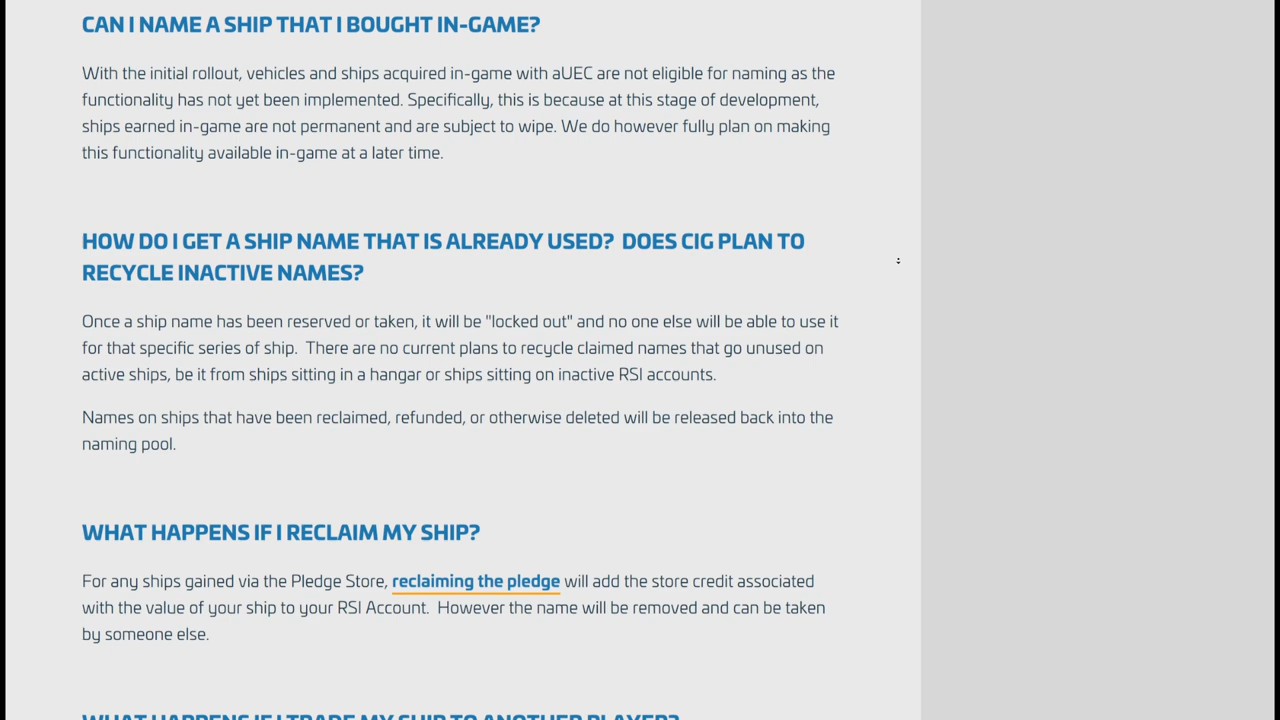 CAN I NAME A SHIP THAT I BOUGHT IN-GAME?
With the initial rollout, vehicles and ships acquired in-game with aUEC are not eligible for naming as the
functionality has not yet been implemented. Specifically, this is because at this stage of development,
ships earned in-game are not permanent and are subject to wipe. We do however fully plan on making
this functionality available in-game at a later time.
HOW DO I GET A SHIP NAME THAT IS ALREADY USED?  DOES CIG PLAN TO
RECYCLE INACTIVE NAMES?
Once a ship name has been reserved or taken, it will be "locked out" and no one else will be able to use it
for that specific series of ship.  There are no current plans to recycle claimed names that go unused on
active ships, be it from ships sitting in a hangar or ships sitting on inactive RSI accounts.
Names on ships that have been reclaimed, refunded, or otherwise deleted will be released back into the
naming pool.
WHAT HAPPENS IF I RECLAIM MY SHIP?
For any ships gained via the Pledge Store, reclaiming the pledge will add the store credit associated
with the value of your ship to your RSI Account.  However the name will be removed and can be taken
by someone else.
WHAT HAPPENS IF I TRADE MY SHIP TO ANOTHER PLAYER?